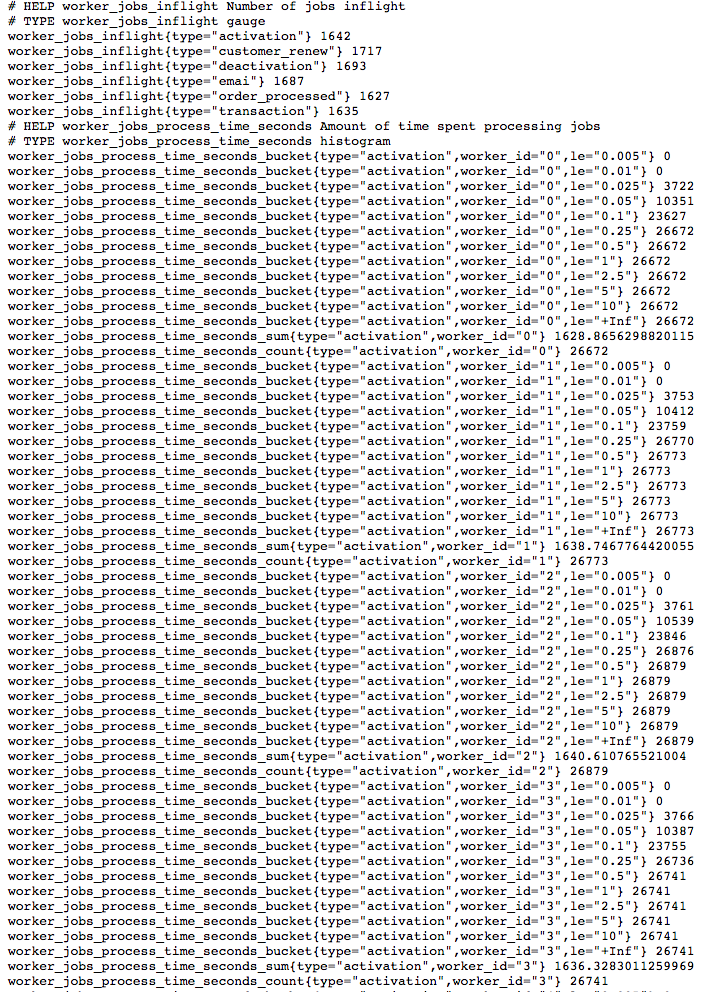 # HELP worker_jobs_inflight Number of jobs inflight
# TYPE worker_jobs_inflight gauge
worker_jobs_inflight{type="activation"} 1642
worker_jobs_inflight{type="customer_renew"} 1717
worker_jobs_inflight{type="deactivation"} 1693
worker_jobs_inflight{type="emai"} 1687
worker_jobs_inflight{type="order_processed"} 1627
worker_jobs_inflight{type="transaction"} 1635
# HELP worker_jobs_process_time_seconds Amount of time spent processing jobs
# TYPE worker_jobs_process_time_seconds histogram
worker_jobs_process_time_seconds_bucket{type="activation",worker_id="0",le="0.005"} 0
worker_jobs_process_time_seconds_bucket{type="activation",worker_id="0",le="0.01"} 0
worker_jobs_process_time_seconds_bucket{type="activation",worker_id="0",le="0.025"} 3722
worker_jobs_process_time_seconds_bucket{type="activation",worker_id="0",le="0.05"} 10351
worker_jobs_process_time_seconds_bucket{type="activation",worker_id="0",le="0.1"} 23627
worker_jobs_process_time_seconds_bucket{type="activation",worker_id="0",le="0.25"} 26672
worker_jobs_process_time_seconds_bucket{type="activation",worker_id="0",le="0.5"} 26672
worker_jobs_process_time_seconds_bucket{type="activation",worker_id="0",le="1"} 26672
worker_jobs_process_time_seconds_bucket{type="activation",worker_id="0",le="2.5"} 26672
worker_jobs_process_time_seconds_bucket{type="activation",worker_id="0",le="5"} 26672
worker_jobs_process_time_seconds_bucket{type="activation",worker_id="0",le="10"} 26672
worker_jobs_process_time_seconds_bucket{type="activation",worker_id="0",le="+Inf"} 26672
worker_jobs_process_time_seconds_sum{type="activation",worker_id="0"} 1628.8656298820115
worker_jobs_process_time_seconds_count{type="activation",worker_id="0"} 26672
worker_jobs_process_time_seconds_bucket{type="activation",worker_id="1",le="0.005"} 0
worker_jobs_process_time_seconds_bucket{type="activation",worker_id="1",le="0.01"} 0
worker_jobs_process_time_seconds_bucket{type="activation",worker_id="1",le="0.025"} 3753
worker_jobs_process_time_seconds_bucket{type="activation",worker_id="1",le="0.05"} 10412
worker_jobs_process_time_seconds_bucket{type="activation",worker_id="1",le="0.1"} 23759
worker_jobs_process_time_seconds_bucket{type="activation",worker_id="1",le="0.25"} 26770
worker_jobs_process_time_seconds_bucket{type="activation",worker_id="1",le="0.5"} 26773
worker_jobs_process_time_seconds_bucket{type="activation",worker_id="1",le="1"} 26773
worker_jobs_process_time_seconds_bucket{type="activation",worker_id="1",le="2.5"} 26773
worker_jobs_process_time_seconds_bucket{type="activation",worker_id="1",le="5"} 26773
worker_jobs_process_time_seconds_bucket{type="activation",worker_id="1",le="10"} 26773
worker_jobs_process_time_seconds_bucket{type="activation",worker_id="1",le="+Inf"} 26773
worker_jobs_process_time_seconds_sum{type="activation",worker_id="1"} 1638.7467764420055
worker_jobs_process_time_seconds_count{type="activation",worker_id="1"} 26773
worker_jobs_process_time_seconds_bucket{type="activation",worker_id="2",le="0.005"} 0
worker_jobs_process_time_seconds_bucket{type="activation",worker_id="2",le="0.01"} 0
worker_jobs_process_time_seconds_bucket{type="activation",worker_id="2",le="0.025"} 3761
worker_jobs_process_time_seconds_bucket{type="activation",worker_id="2",le="0.05"} 10539
worker_jobs_process_time_seconds_bucket{type="activation",worker_id="2",le="0.1"} 23846
worker_jobs_process_time_seconds_bucket{type="activation",worker_id="2",le="0.25"} 26876
worker_jobs_process_time_seconds_bucket{type="activation",worker_id="2",le="0.5"} 26879
worker_jobs_process_time_seconds_bucket{type="activation",worker_id="2",le="1"} 26879
worker_jobs_process_time_seconds_bucket{type="activation",worker_id="2",le="2.5"} 26879
worker_jobs_process_time_seconds_bucket{type="activation",worker_id="2",le="5"} 26879
worker_jobs_process_time_seconds_bucket{type="activation",worker_id="2",le="10"} 26879
worker_jobs_process_time_seconds_bucket{type="activation",worker_id="2",le="+Inf"} 26879
worker_jobs_process_time_seconds_sum{type="activation",worker_id="2"} 1640.610765521004
worker_jobs_process_time_seconds_count{type="activation",worker_id="2"} 26879
worker_jobs_process_time_seconds_bucket{type="activation",worker_id="3",le="0.005"} 0
worker_jobs_process_time_seconds_bucket{type="activation",worker_id="3",le="0.01"} 0
worker_jobs_process_time_seconds_bucket{type="activation",worker_id="3",le="0.025"} 3766
worker_jobs_process_time_seconds_bucket{type="activation",worker_id="3",le="0.05"} 10387
worker_jobs_process_time_seconds_bucket{type="activation",worker_id="3",le="0.1"} 23755
worker_jobs_process_time_seconds_bucket{type="activation",worker_id="3",le="0.25"} 26736
worker_jobs_process_time_seconds_bucket{type="activation",worker_id="3",le="0.5"} 26741
worker_jobs_process_time_seconds_bucket{type="activation",worker_id="3",le="1"} 26741
worker_jobs_process_time_seconds_bucket{type="activation",worker_id="3",le="2.5"} 26741
worker_jobs_process_time_seconds_bucket{type="activation",worker_id="3",le="5"} 26741
worker_jobs_process_time_seconds_bucket{type="activation",worker_id="3",le="10"} 26741
worker_jobs_process_time_seconds_bucket{type="activation",worker_id="3",le="+Inf"} 26741
worker_jobs_process_time_seconds_sum{type="activation",worker_id="3"} 1636.3283011259969
worker_jobs_process_time_seconds_count{type="activation",worker_id="3"} 26741